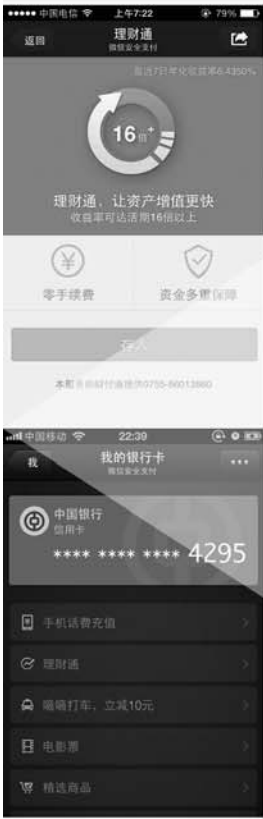 中国电信 上午7:22 79%
返回 理财通
微信安全支付
最近7日年化收益率6.4350%
16倍+
理财通，让资产增值更快
收益率可达活期16倍以上
零手续费 资金多重保障
存入
0755-86013860
中国移动 22:39
我 我的银行卡
微信安全支付
中国银行
信用卡
**** **** **** 4295
手机话费充值
理财通
嘀嘀打车，立减10元
电影票
精选商品